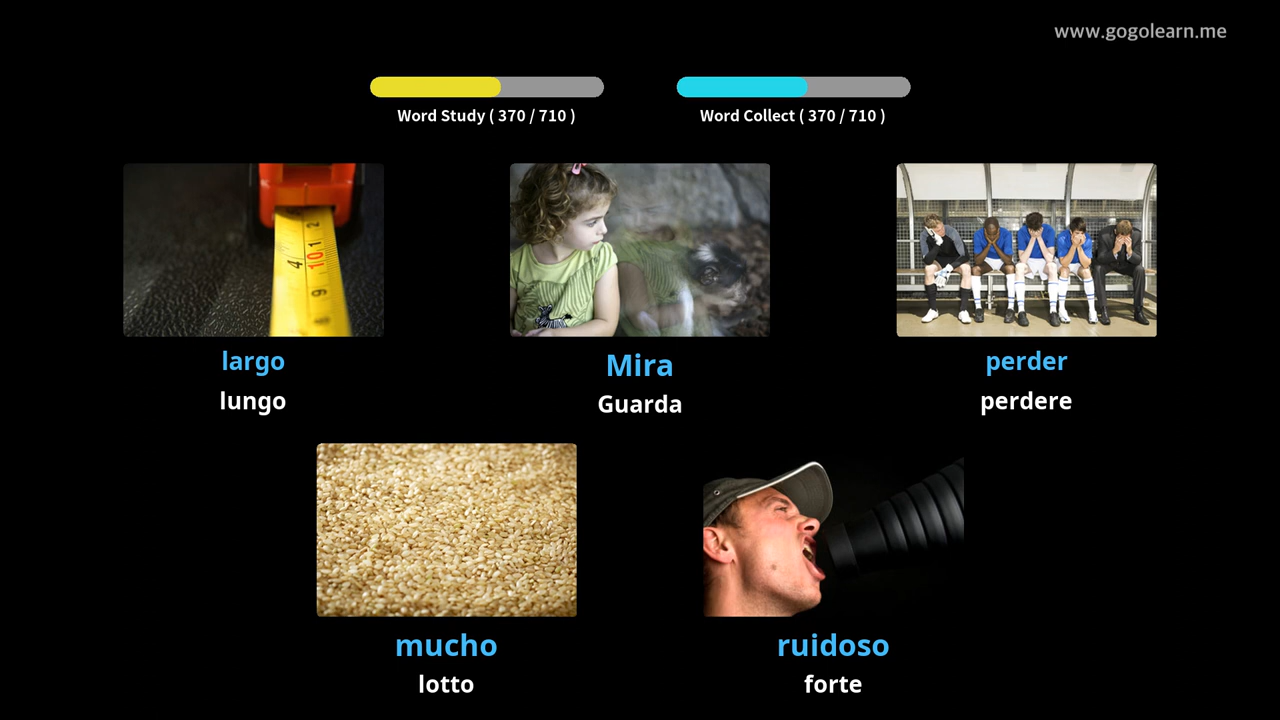 www.gogolearn.me
Word Study ( 370 / 710 )
Word Collect ( 370 / 710 )
largo
lungo
Mira
Guarda
perder
perdere
mucho
lotto
ruidoso
forte